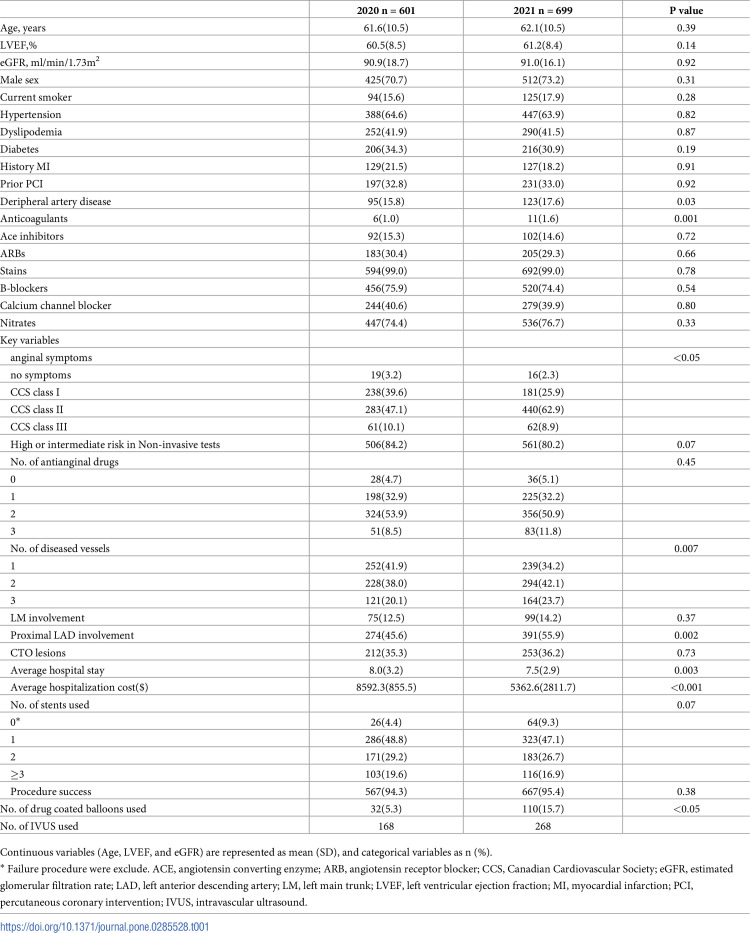 2020 n = 601 2021 n = 699 P value
Age, years 61.6(10.5) 62.1(10.5) 0.39
LVEF,% 60.5(8.5) 61.2(8.4) 0.14
eGFR, ml/min/1.73m² 90.9(18.7) 91.0(16.1) 0.92
Male sex 425(70.7) 512(73.2) 0.31
Current smoker 94(15.6) 125(17.9) 0.28
Hypertension 388(64.6) 447(63.9) 0.82
Dyslipodemia 252(41.9) 290(41.5) 0.87
Diabetes 206(34.3) 216(30.9) 0.19
History MI 129(21.5) 127(18.2) 0.91
Prior PCI 197(32.8) 231(33.0) 0.92
Deripheral artery disease 95(15.8) 123(17.6) 0.03
Anticoagulants 6(1.0) 11(1.6) 0.001
Ace inhibitors 92(15.3) 102(14.6) 0.72
ARBs 183(30.4) 205(29.3) 0.66
Stains 594(99.0) 692(99.0) 0.78
B-blockers 456(75.9) 520(74.4) 0.54
Calcium channel blocker 244(40.6) 279(39.9) 0.80
Nitrates 447(74.4) 536(76.7) 0.33
Key variables
anginal symptoms <0.05
no symptoms 19(3.2) 16(2.3)
CCS class I 238(39.6) 181(25.9)
CCS class II 283(47.1) 440(62.9)
CCS class III 61(10.1) 62(8.9)
High or intermediate risk in Non-invasive tests 506(84.2) 561(80.2) 0.07
No. of antianginal drugs 0.45
0 28(4.7) 36(5.1)
1 198(32.9) 225(32.2)
2 324(53.9) 356(50.9)
3 51(8.5) 83(11.8)
No. of diseased vessels 0.007
1 252(41.9) 239(34.2)
2 228(38.0) 294(42.1)
3 121(20.1) 164(23.7)
LM involvement 75(12.5) 99(14.2) 0.37
Proximal LAD involvement 274(45.6) 391(55.9) 0.002
CTO lesions 212(35.3) 253(36.2) 0.73
Average hospital stay 8.0(3.2) 7.5(2.9) 0.003
Average hospitalization cost($) 8592.3(855.5) 5362.6(2811.7) <0.001
No. of stents used 0.07
0* 26(4.4) 64(9.3)
1 286(48.8) 323(47.1)
2 171(29.2) 183(26.7)
≥3 103(19.6) 116(16.9)
Procedure success 567(94.3) 667(95.4) 0.38
No. of drug coated balloons used 32(5.3) 110(15.7) <0.05
No. of IVUS used 168 268
Continuous variables (Age, LVEF, and eGFR) are represented as mean (SD), and categorical variables as n (%).
* Failure procedure were exclude. ACE, angiotensin converting enzyme; ARB, angiotensin receptor blocker; CCS, Canadian Cardiovascular Society; eGFR, estimated
glomerular filtration rate; LAD, left anterior descending artery; LM, left main trunk; LVEF, left ventricular ejection fraction; MI, myocardial infarction; PCI,
percutaneous coronary intervention; IVUS, intravascular ultrasound.
https://doi.org/10.1371/journal.pone.0285528.t001